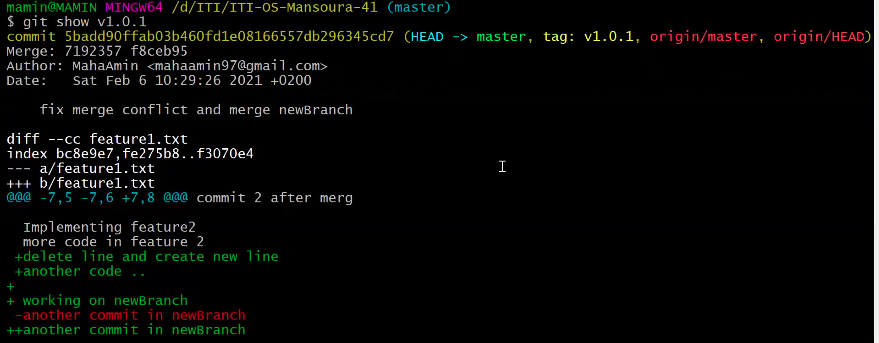 mamin@MAMIN MINGW64 /d/ITI/ITI-OS-Mansoura-41 (master)
$ git show v1.0.1
commit 5badd90ffab03b460fd1e08166557db296345cd7 (HEAD -> master, tag: v1.0.1, origin/master, origin/HEAD)
Merge: 7192357 f8ceb95
Author: MahaAmin <mahaamin97@gmail.com>
Date:   Sat Feb 6 10:29:26 2021 +0200

    fix merge conflict and merge newBranch

diff --cc feature1.txt
index bc8e9e7,fe275b8..f3070e4
--- a/feature1.txt
+++ b/feature1.txt
@@@ -7,5 -7,6 +7,8 @@@ commit 2 after merg

  Implementing feature2
  more code in feature 2
 +delete line and create new line
 +another code ..
+
+ working on newBranch
 -another commit in newBranch
++another commit in newBranch